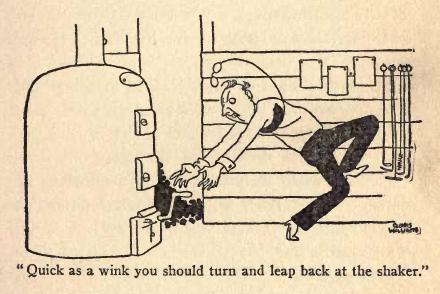 GLUYAS
WILLIAMS
"Quick as a wink you should turn and leap back at the shaker."